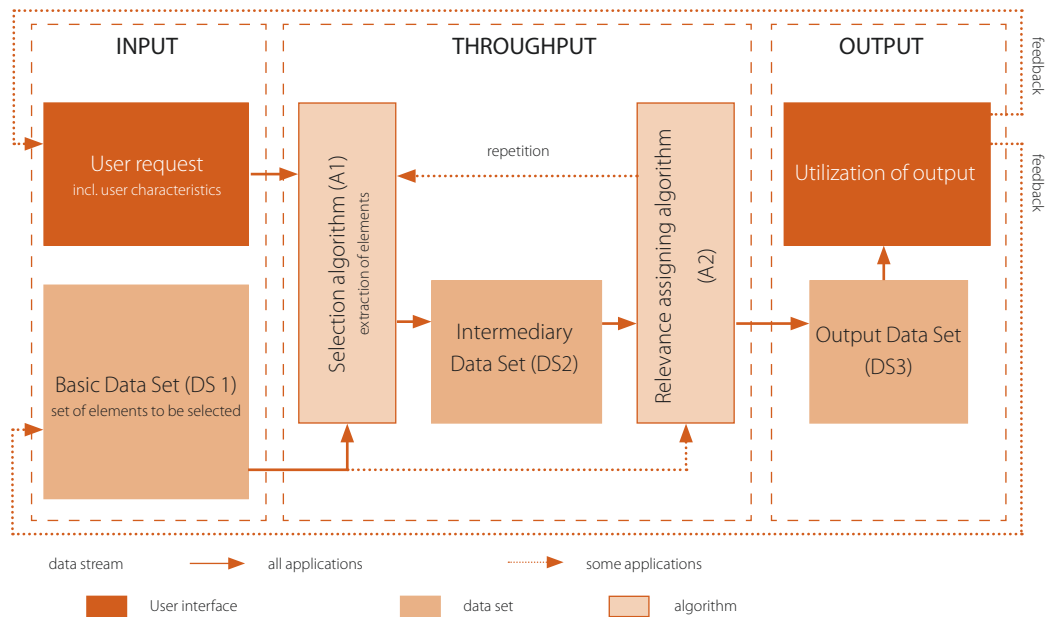 INPUT
THROUGHPUT
OUTPUT
feedback
User request
incl. user characteristics
Selection algorithm (A1)
extraction of elements
repetition
Relevance assigning algorithm
(A2)
Utilization of output
feedback
Basic Data Set (DS 1)
set of elements to be selected
Intermediary
Data Set (DS2)
Output Data Set
(DS3)
data stream
all applications
some applications
User interface
data set
algorithm